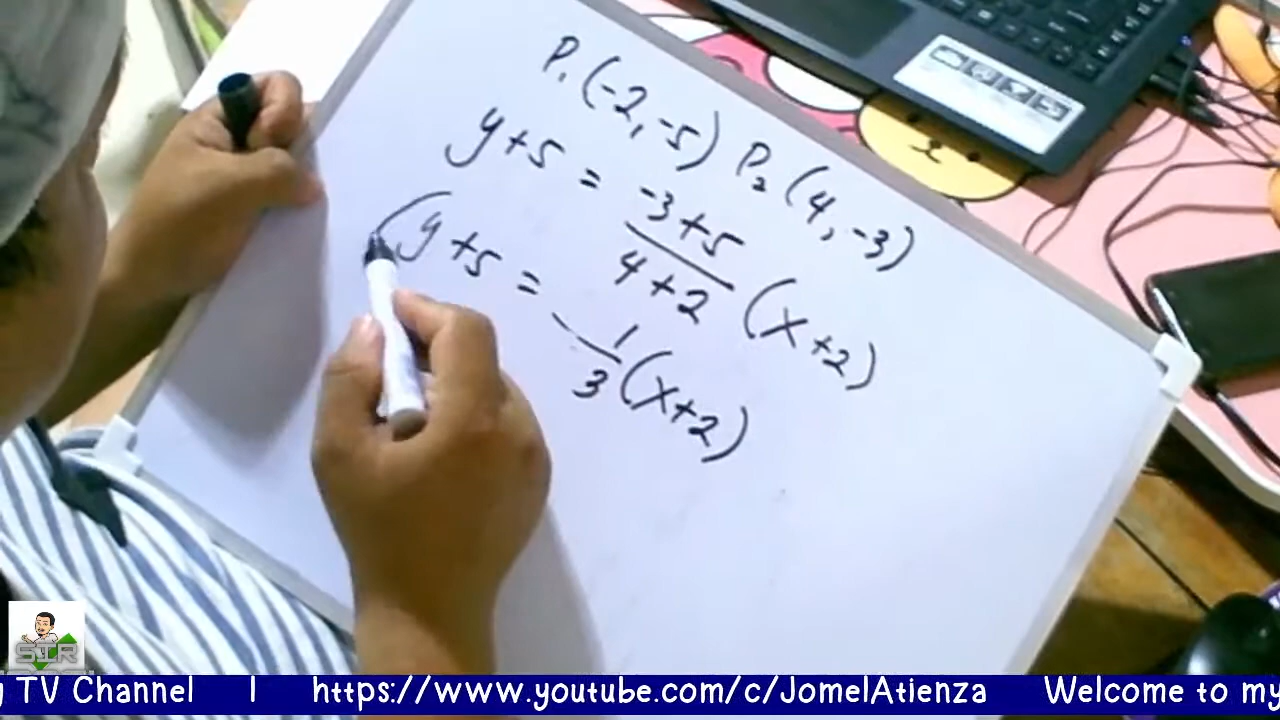 P₁(-2,-5) P₂(4,-3)
y+5 = -3+5/4+2 (x+2)
(y+5 = 1/3 (x+2)
SIR
TV Channel | https://www.youtube.com/c/JomelAtienza Welcome to my